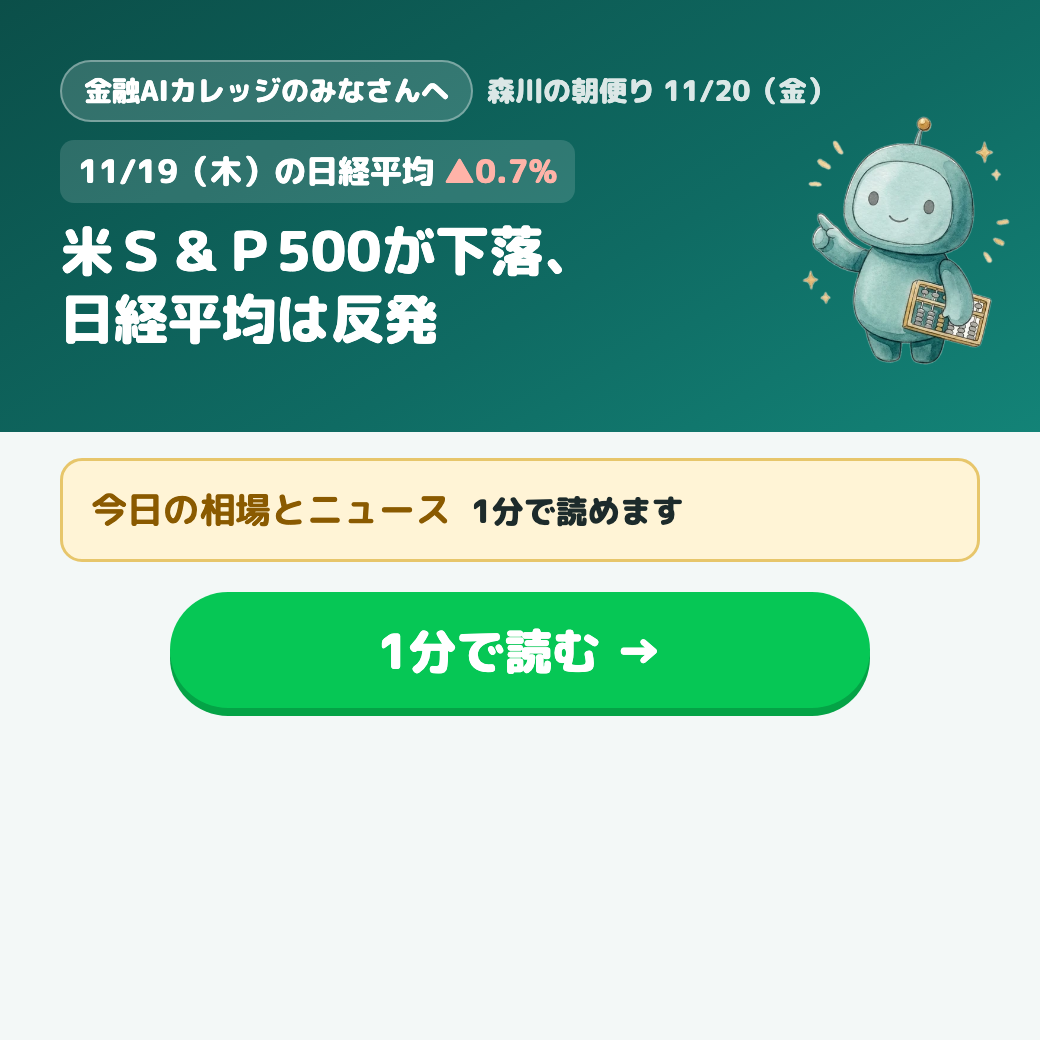 金融AIカレッジのみなさんへ 森川の朝便り 11/20（金）
11/19（木）の日経平均 ▲0.7%
米Ｓ＆Ｐ500が下落、
日経平均は反発
今日の相場とニュース 1分で読めます
1分で読む →